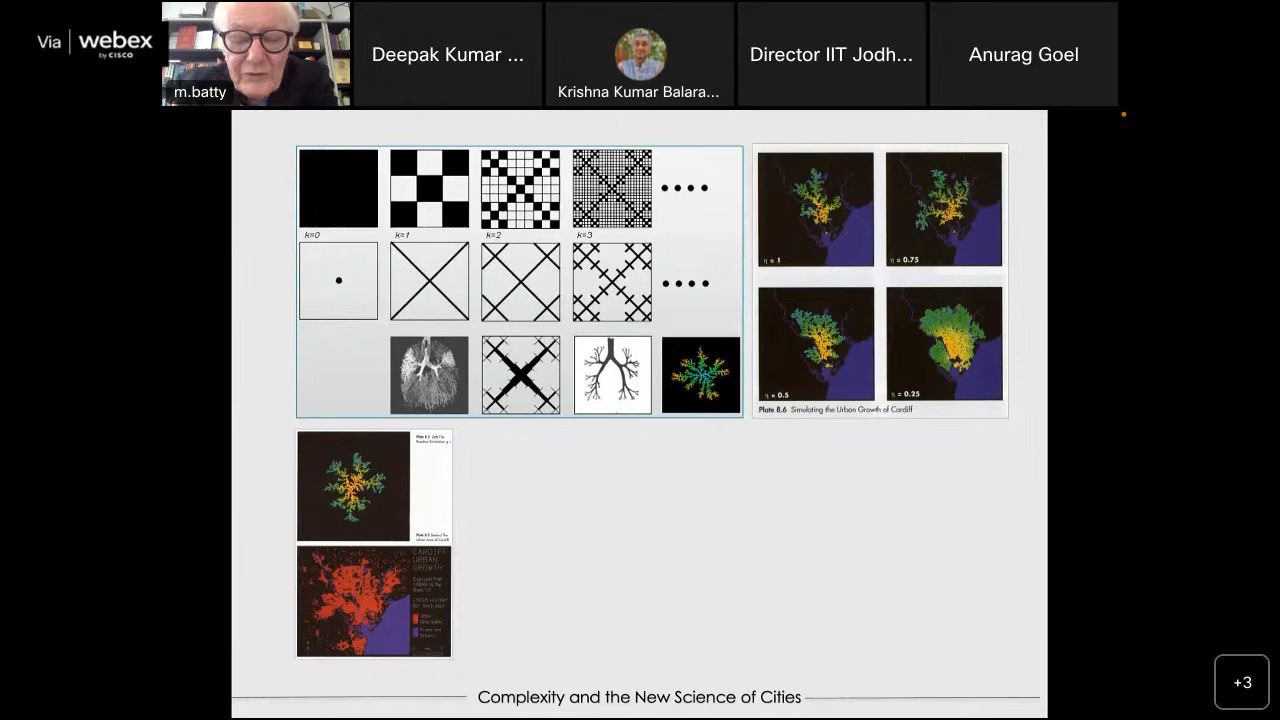 Via webex
by CISCO
m.batty
Deepak Kumar ...
Krishna Kumar Balara...
Director IIT Jodh...
Anurag Goel
k=0
k=1
k=2
k=3
η = 1
η = 0.75
η = 0.5
η = 0.25
Plate 8.6 Simulating the Urban Growth of Cardiff
CARDIFF
URBAN
GROWTH
Complexity and the New Science of Cities
+3